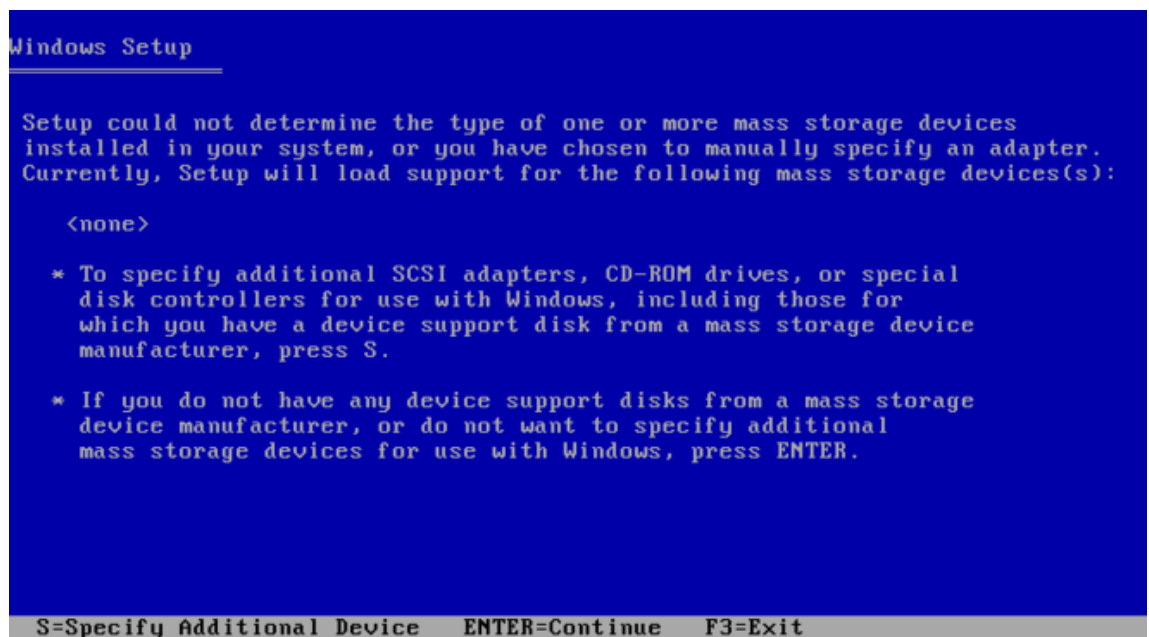 Windows Setup
Setup could not determine the type of one or more mass storage devices
installed in your system, or you have chosen to manually specify an adapter.
Currently, Setup will load support for the following mass storage devices(s):
<none>
* To specify additional SCSI adapters, CD-ROM drives, or special
disk controllers for use with Windows, including those for
which you have a device support disk from a mass storage device
manufacturer, press S.
* If you do not have any device support disks from a mass storage
device manufacturer, or do not want to specify additional
mass storage devices for use with Windows, press ENTER.
S=Specify Additional Device   ENTER=Continue   F3=Exit